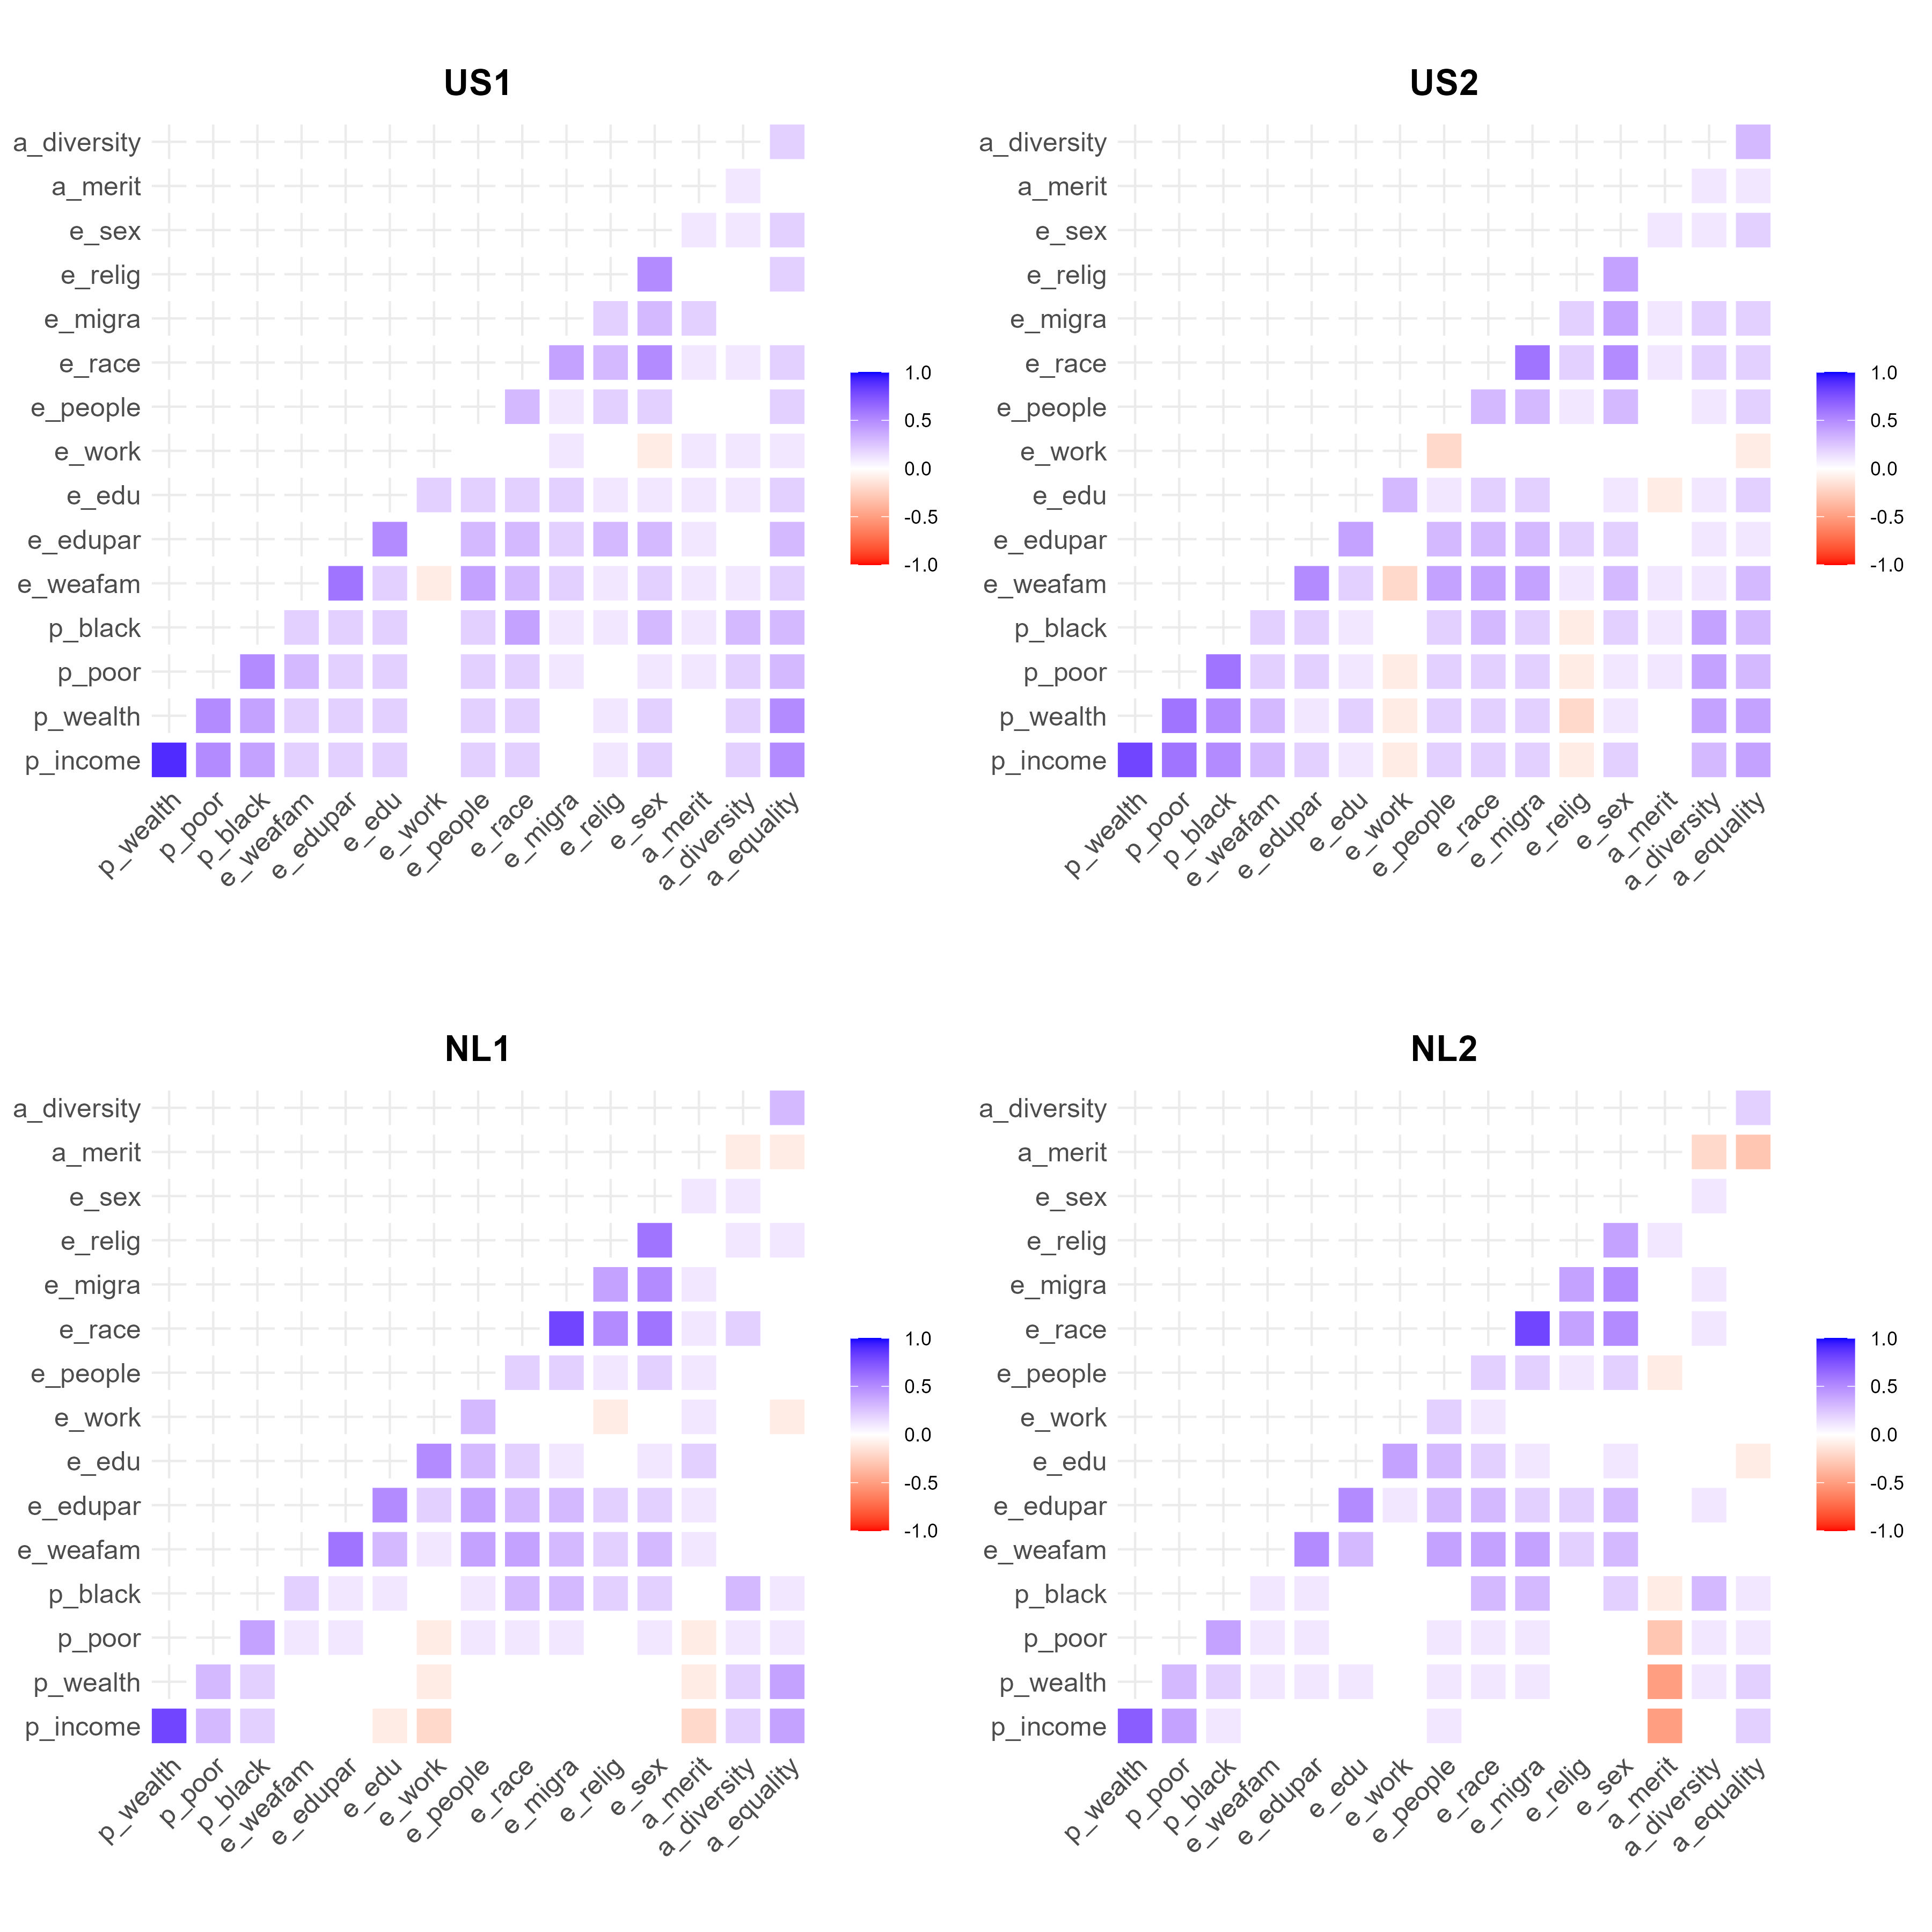 US1
a_diversity
a_merit
e_sex
e_relig
e_migra
e_race
e_people
e_work
e_edu
e_edupar
e_weafam
p_black
p_poor
p_wealth
p_income
p_wealth
p_poor
p_black
e_weafam
e_edupar
e_edu
e_work
e_people
e_race
e_migra
e_relig
e_sex
a_merit
a_diversity
a_equality
1.0
0.5
0.0
-0.5
-1.0
US2
a_diversity
a_merit
e_sex
e_relig
e_migra
e_race
e_people
e_work
e_edu
e_edupar
e_weafam
p_black
p_poor
p_wealth
p_income
p_wealth
p_poor
p_black
e_weafam
e_edupar
e_edu
e_work
e_people
e_race
e_migra
e_relig
e_sex
a_merit
a_diversity
a_equality
1.0
0.5
0.0
-0.5
-1.0
NL1
a_diversity
a_merit
e_sex
e_relig
e_migra
e_race
e_people
e_work
e_edu
e_edupar
e_weafam
p_black
p_poor
p_wealth
p_income
p_wealth
p_poor
p_black
e_weafam
e_edupar
e_edu
e_work
e_people
e_race
e_migra
e_relig
e_sex
a_merit
a_diversity
a_equality
1.0
0.5
0.0
-0.5
-1.0
NL2
a_diversity
a_merit
e_sex
e_relig
e_migra
e_race
e_people
e_work
e_edu
e_edupar
e_weafam
p_black
p_poor
p_wealth
p_income
p_wealth
p_poor
p_black
e_weafam
e_edupar
e_edu
e_work
e_people
e_race
e_migra
e_relig
e_sex
a_merit
a_diversity
a_equality
1.0
0.5
0.0
-0.5
-1.0